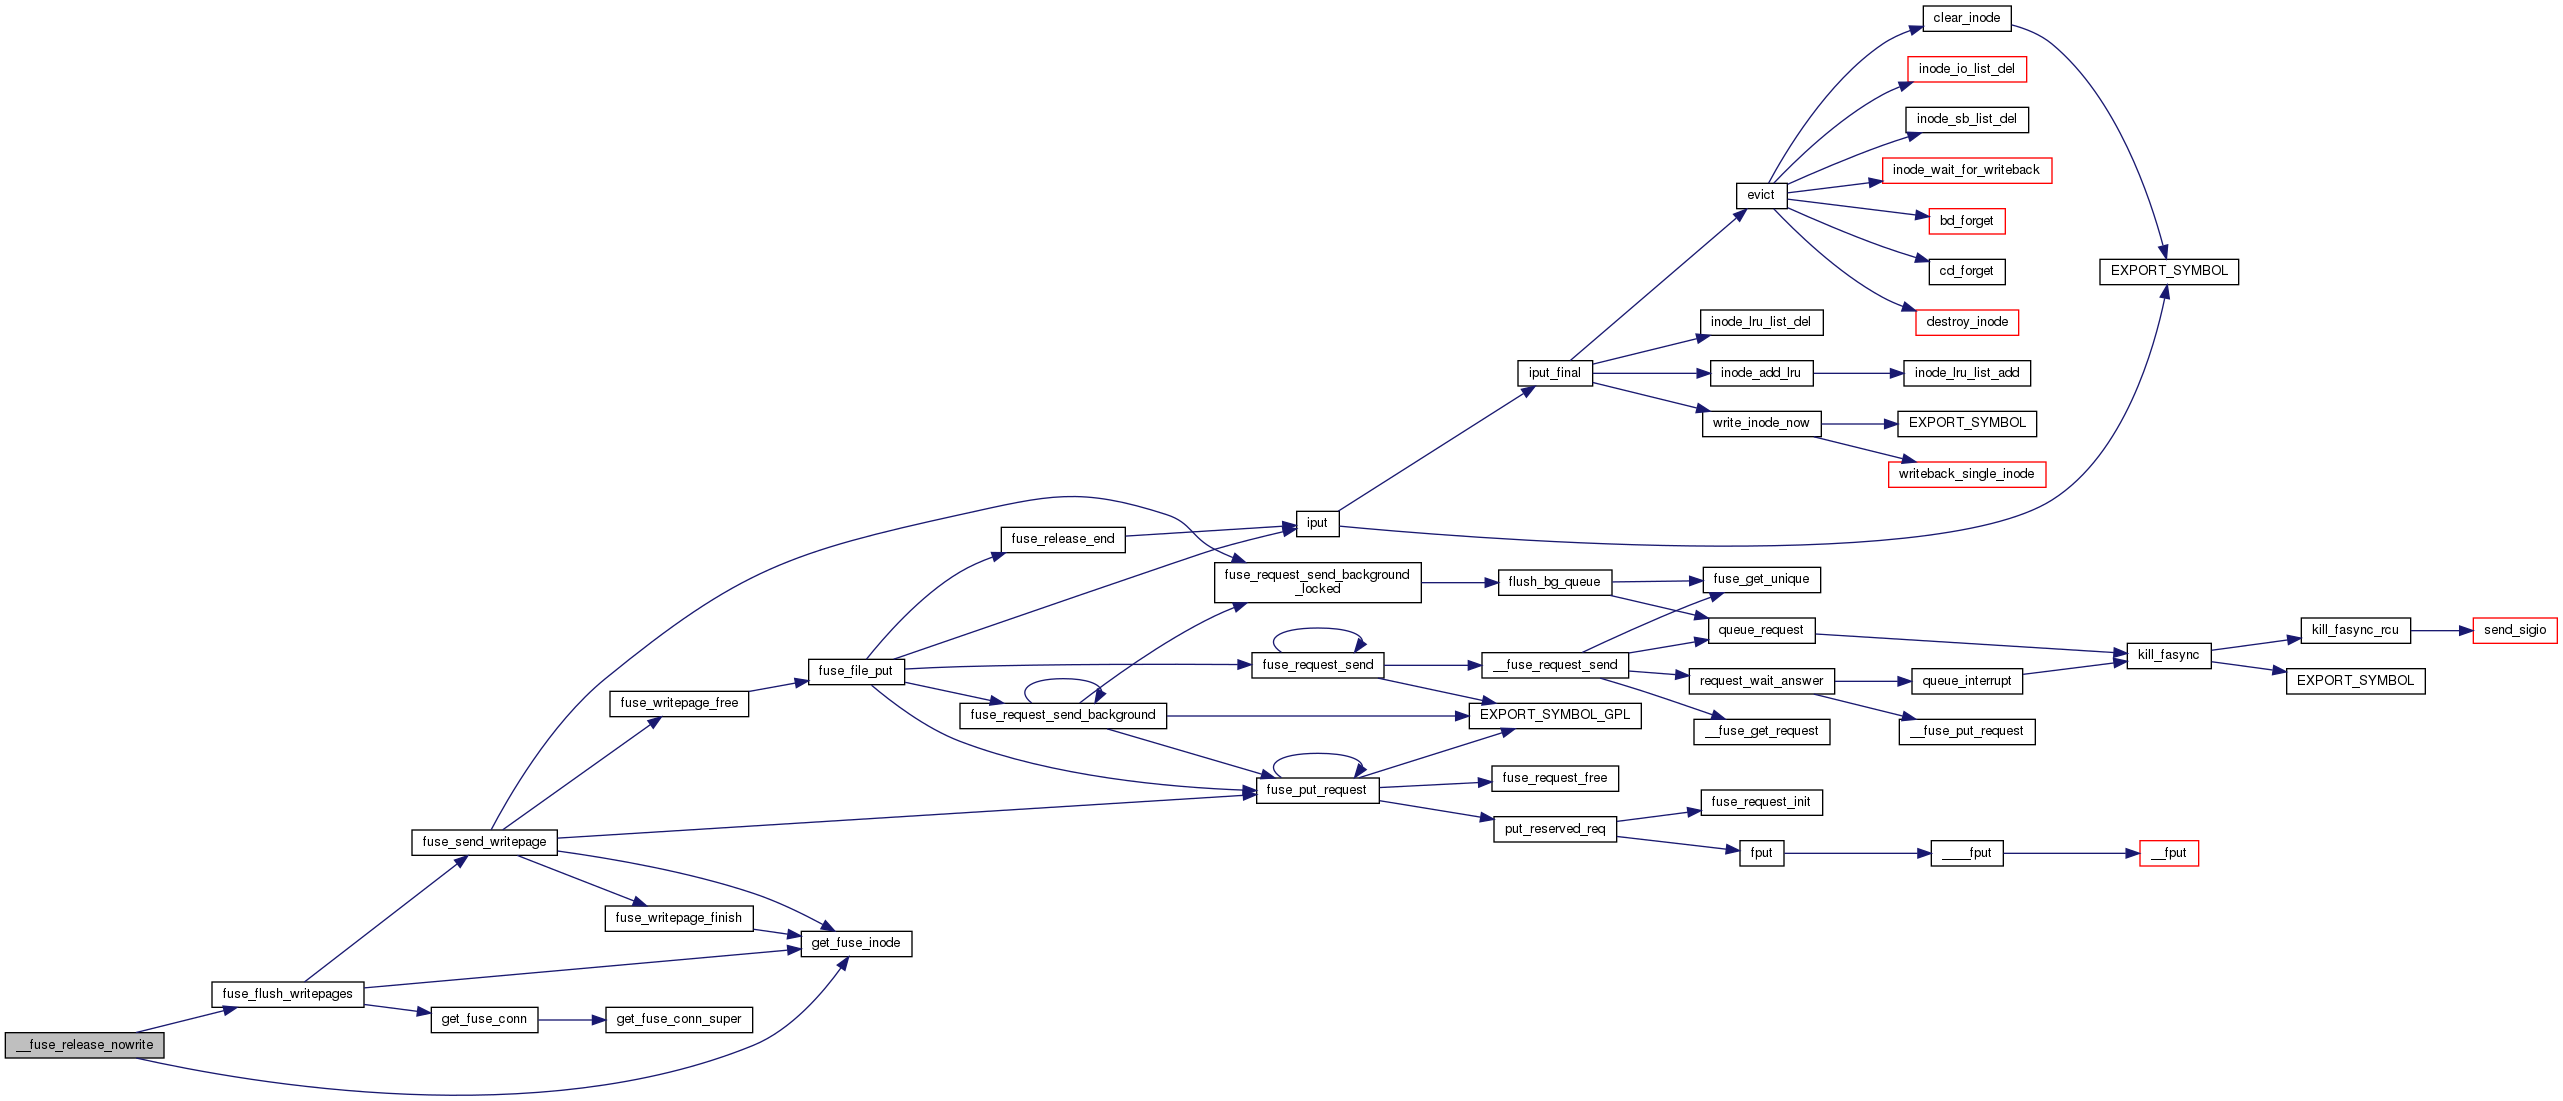 clear_inode
inode_io_list_del
inode_sb_list_del
inode_wait_for_writeback
evict
bd_forget
cd_forget
EXPORT_SYMBOL
destroy_inode
inode_lru_list_del
iput_final
inode_add_lru
inode_lru_list_add
write_inode_now
EXPORT_SYMBOL
writeback_single_inode
iput
fuse_release_end
fuse_request_send_background
_locked
flush_bg_queue
fuse_get_unique
queue_request
kill_fasync_rcu
send_sigio
kill_fasync
fuse_file_put
fuse_request_send
__fuse_request_send
request_wait_answer
queue_interrupt
EXPORT_SYMBOL
fuse_writepage_free
fuse_request_send_background
EXPORT_SYMBOL_GPL
__fuse_get_request
__fuse_put_request
fuse_put_request
fuse_request_free
fuse_request_init
put_reserved_req
fuse_send_writepage
fput
____fput
__fput
fuse_writepage_finish
get_fuse_inode
fuse_flush_writepages
get_fuse_conn
get_fuse_conn_super
__fuse_release_nowrite